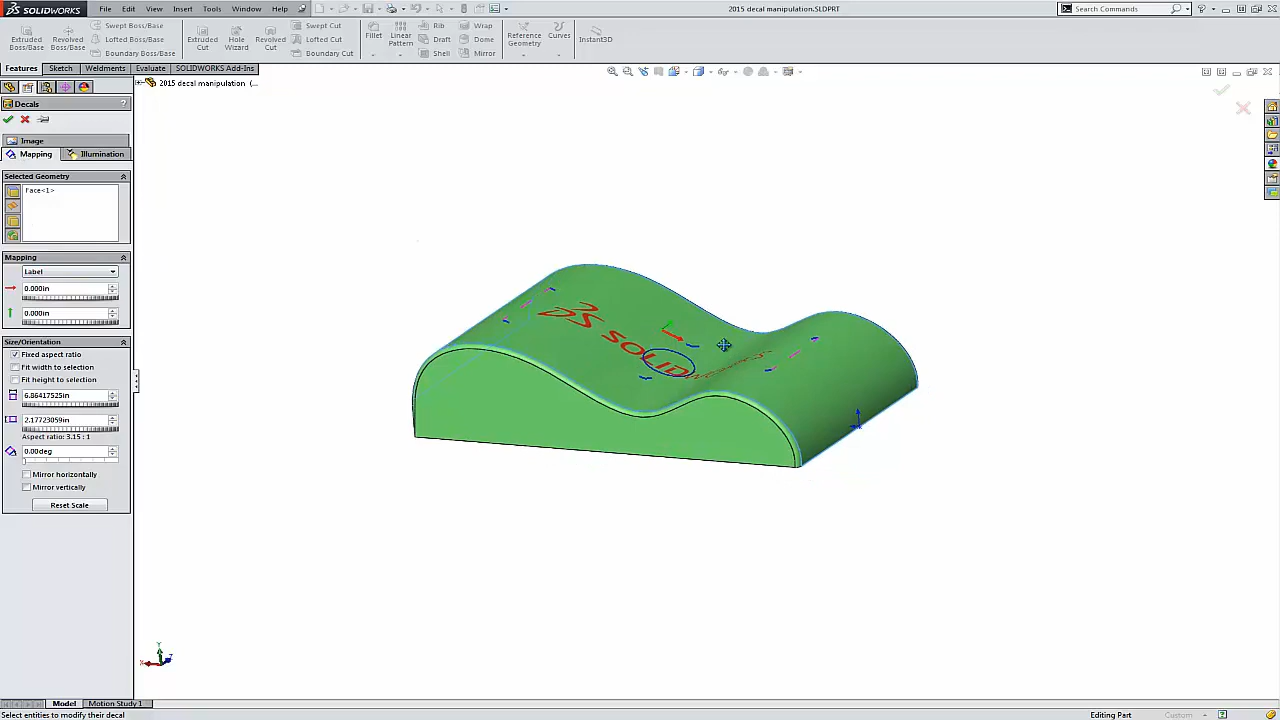 SOLIDWORKS File Edit View Insert Tools Window Help 2015 decal manipulation.SLDPRT Search Commands
Extruded Boss/Base Revolved Boss/Base Swept Boss/Base Lofted Boss/Base Boundary Boss/Base Extruded Cut Hole Wizard Revolved Cut Swept Cut Lofted Cut Boundary Cut Fillet Linear Pattern Rib Draft Shell Wrap Dome Mirror Reference Geometry Curves Instant3D
Features Sketch Weldments Evaluate SOLIDWORKS Add-Ins
2015 decal manipulation (...
Decals ?
Image
Mapping Illumination
Selected Geometry
Face<1>
Mapping
Label
0.000in
0.000in
Size/Orientation
Fixed aspect ratio
Fit width to selection
Fit height to selection
6.86417525in
2.17723059in
Aspect ratio: 3.15 : 1
0.00deg
Mirror horizontally
Mirror vertically
Reset Scale
SOLIDWORKS
Y
X
Z
Model Motion Study 1
Select entities to modify their decal Editing Part Custom